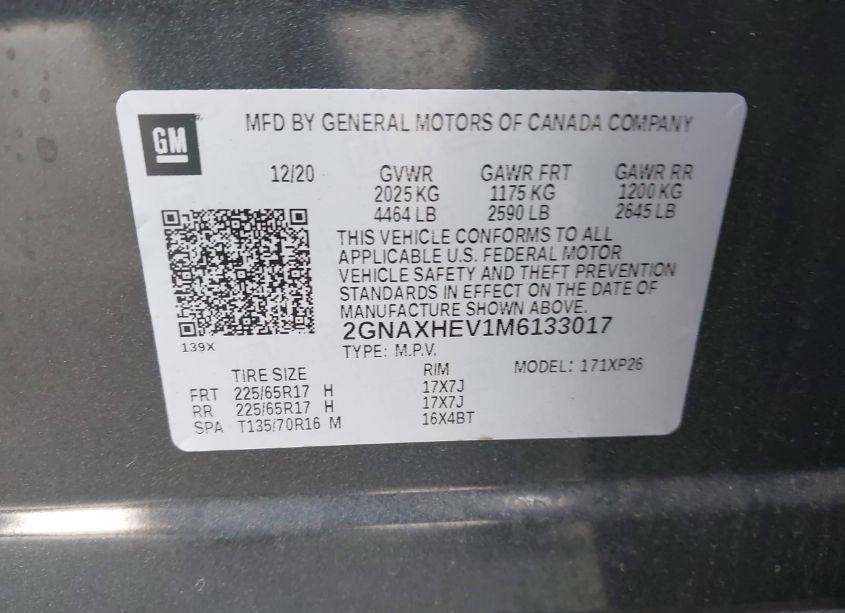 GM
MFD BY GENERAL MOTORS OF CANADA COMPANY
12/20 GVWR GAWR FRT GAWR RR
2025 KG 1175 KG 1200 KG
4464 LB 2590 LB 2645 LB
THIS VEHICLE CONFORMS TO ALL
APPLICABLE U.S. FEDERAL MOTOR
VEHICLE SAFETY AND THEFT PREVENTION
STANDARDS IN EFFECT ON THE DATE OF
MANUFACTURE SHOWN ABOVE.
2GNAXHEV1M6133017
139X
TYPE: M.P.V. MODEL: 171XP26
TIRE SIZE RIM
FRT 225/65R17 H 17X7J
RR 225/65R17 H 17X7J
SPA T135/70R16 M 16X4BT